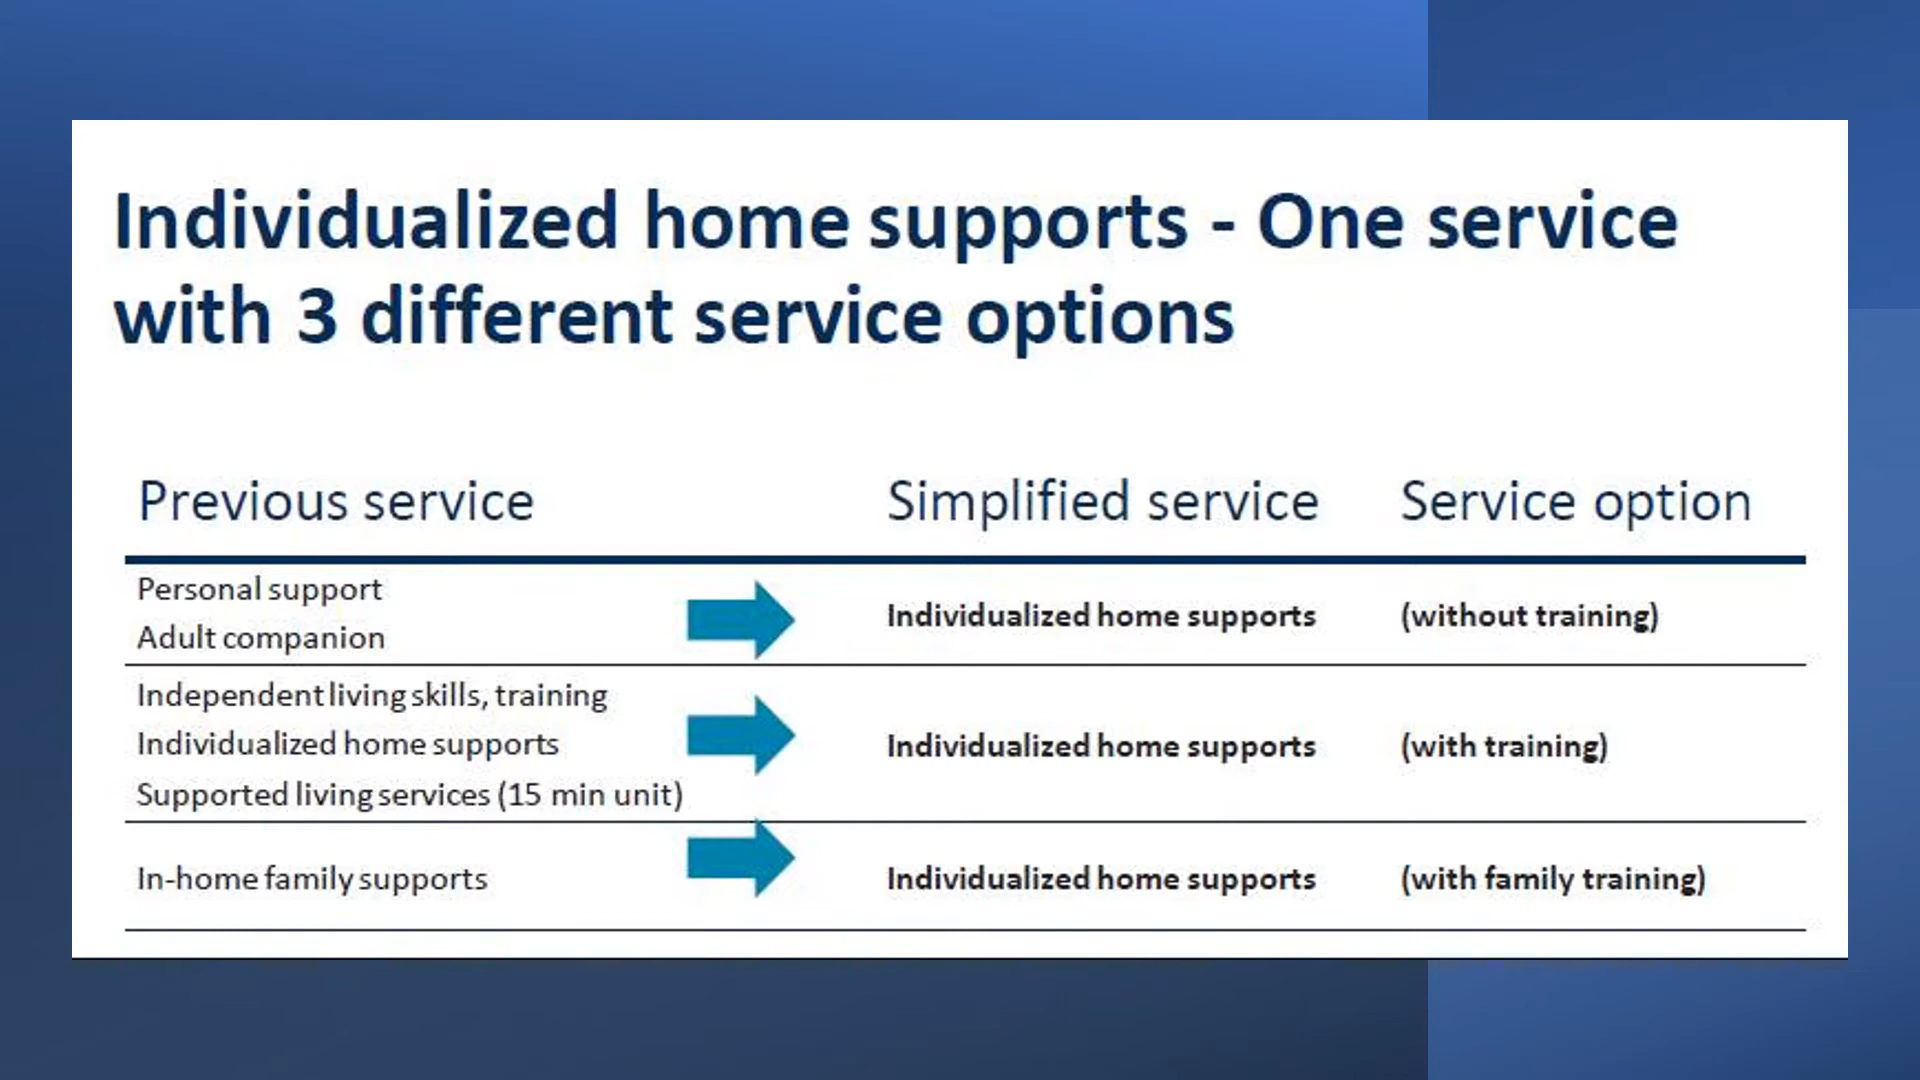 Individualized home supports - One service
with 3 different service options
Previous service Simplified service Service option
Personal support
Adult companion
Individualized home supports (without training)
Independent living skills, training
Individualized home supports
Supported living services (15 min unit)
Individualized home supports (with training)
In-home family supports Individualized home supports (with family training)